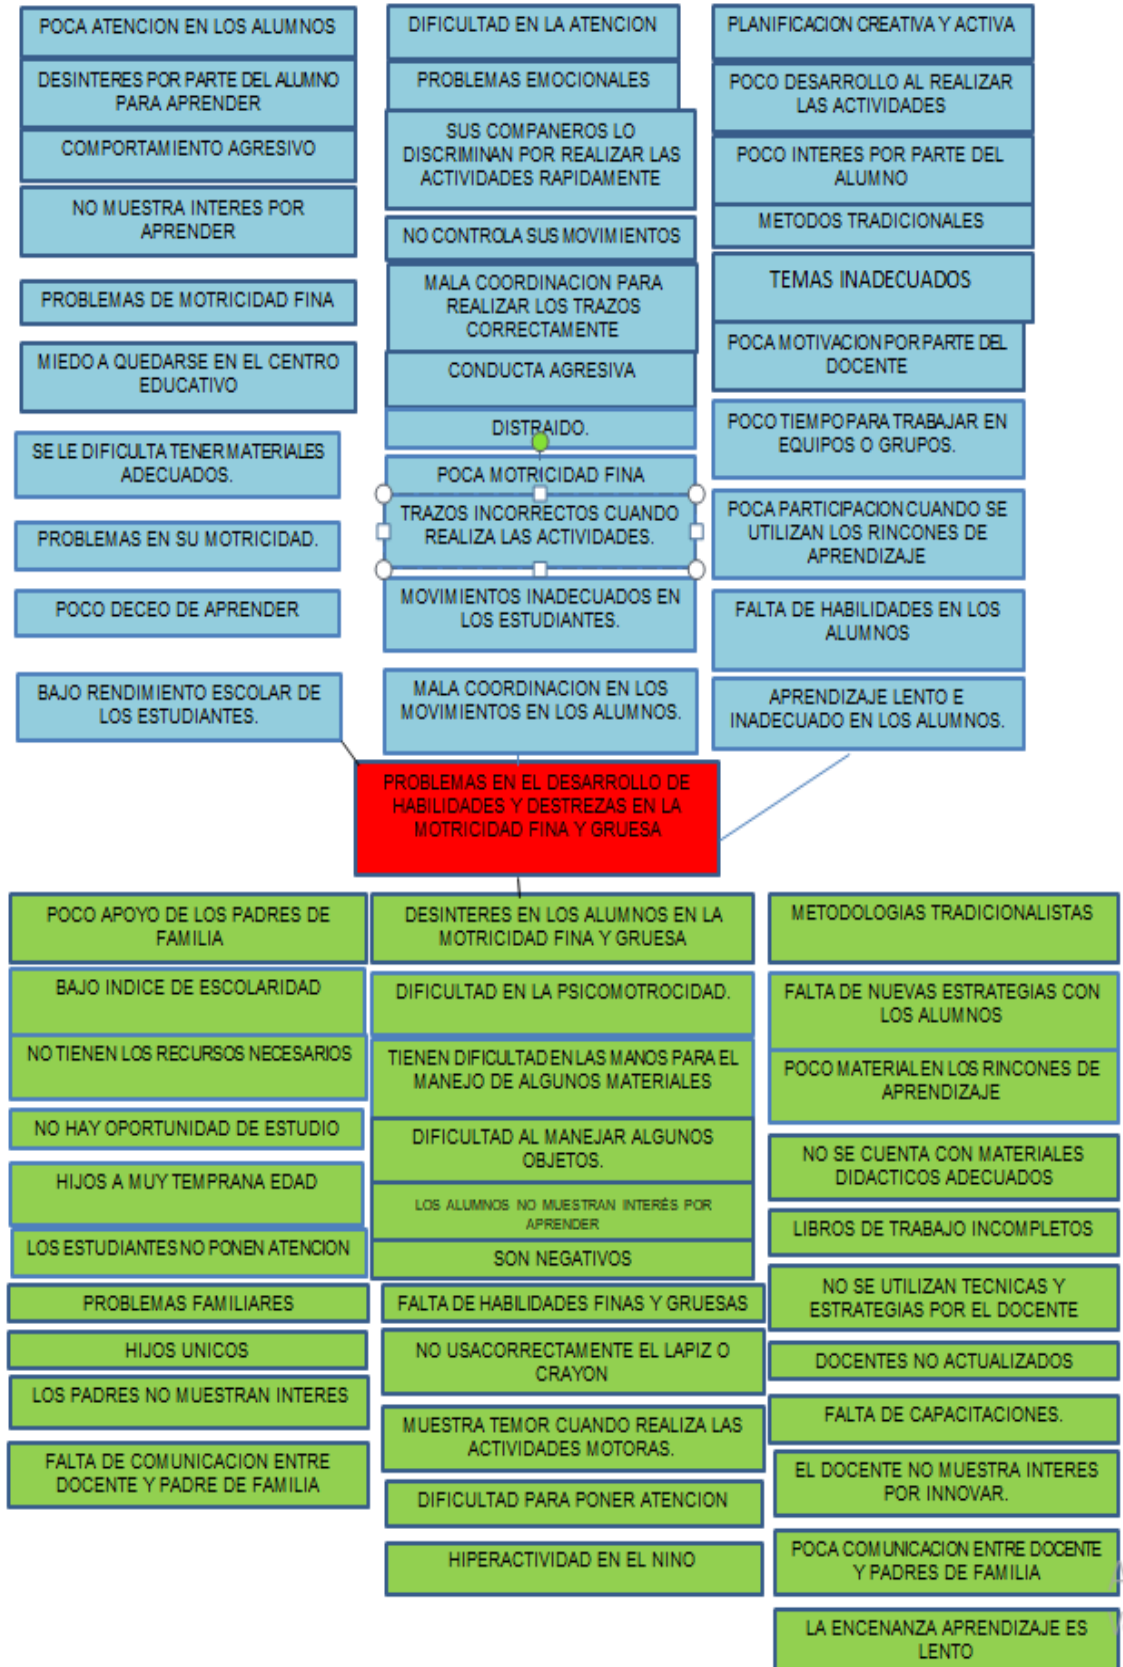 POCA ATENCION EN LOS ALUMNOS
DESINTERES POR PARTE DEL ALUMNO
PARA APRENDER
COMPORTAMIENTO AGRESIVO
NO MUESTRA INTERES POR
APRENDER
PROBLEMAS DE MOTRICIDAD FINA
MIEDO A QUEDARSE EN EL CENTRO
EDUCATIVO
SE LE DIFICULTA TENER MATERIALES
ADECUADOS.
PROBLEMAS EN SU MOTRICIDAD.
POCO DECEO DE APRENDER
BAJO RENDIMIENTO ESCOLAR DE
LOS ESTUDIANTES.
DIFICULTAD EN LA ATENCION
PROBLEMAS EMOCIONALES
SUS COMPANEROS LO
DISCRIMINAN POR REALIZAR LAS
ACTIVIDADES RAPIDAMENTE
NO CONTROLA SUS MOVIMIENTOS
MALA COORDINACION PARA
REALIZAR LOS TRAZOS
CORRECTAMENTE
CONDUCTA AGRESIVA
DISTRAIDO.
POCA MOTRICIDAD FINA
TRAZOS INCORRECTOS CUANDO
REALIZA LAS ACTIVIDADES.
MOVIMIENTOS INADECUADOS EN
LOS ESTUDIANTES.
MALA COORDINACION EN LOS
MOVIMIENTOS EN LOS ALUMNOS.
PLANIFICACION CREATIVA Y ACTIVA
POCO DESARROLLO AL REALIZAR
LAS ACTIVIDADES
POCO INTERES POR PARTE DEL
ALUMNO
METODOS TRADICIONALES
TEMAS INADECUADOS
POCA MOTIVACION POR PARTE DEL
DOCENTE
POCO TIEMPO PARA TRABAJAR EN
EQUIPOS O GRUPOS.
POCA PARTICIPACION CUANDO SE
UTILIZAN LOS RINCONES DE
APRENDIZAJE
FALTA DE HABILIDADES EN LOS
ALUMNOS
APRENDIZAJE LENTO E
INADECUADO EN LOS ALUMNOS.
PROBLEMAS EN EL DESARROLLO DE
HABILIDADES Y DESTREZAS EN LA
MOTRICIDAD FINA Y GRUESA
POCO APOYO DE LOS PADRES DE
FAMILIA
BAJO INDICE DE ESCOLARIDAD
NO TIENEN LOS RECURSOS NECESARIOS
NO HAY OPORTUNIDAD DE ESTUDIO
HIJOS A MUY TEMPRANA EDAD
LOS ESTUDIANTES NO PONEN ATENCION
PROBLEMAS FAMILIARES
HIJOS UNICOS
LOS PADRES NO MUESTRAN INTERES
FALTA DE COMUNICACION ENTRE
DOCENTE Y PADRE DE FAMILIA
DESINTERES EN LOS ALUMNOS EN LA
MOTRICIDAD FINA Y GRUESA
DIFICULTAD EN LA PSICOMOTROCIDAD.
TIENEN DIFICULTAD EN LAS MANOS PARA EL
MANEJO DE ALGUNOS MATERIALES
DIFICULTAD AL MANEJAR ALGUNOS
OBJETOS.
LOS ALUMNOS NO MUESTRAN INTERÉS POR
APRENDER
SON NEGATIVOS
FALTA DE HABILIDADES FINAS Y GRUESAS
NO USACORRECTAMENTE EL LAPIZ O
CRAYON
MUESTRA TEMOR CUANDO REALIZA LAS
ACTIVIDADES MOTORAS.
DIFICULTAD PARA PONER ATENCION
HIPERACTIVIDAD EN EL NINO
METODOLOGIAS TRADICIONALISTAS
FALTA DE NUEVAS ESTRATEGIAS CON
LOS ALUMNOS
POCO MATERIAL EN LOS RINCONES DE
APRENDIZAJE
NO SE CUENTA CON MATERIALES
DIDACTICOS ADECUADOS
LIBROS DE TRABAJO INCOMPLETOS
NO SE UTILIZAN TECNICAS Y
ESTRATEGIAS POR EL DOCENTE
DOCENTES NO ACTUALIZADOS
FALTA DE CAPACITACIONES.
EL DOCENTE NO MUESTRA INTERES
POR INNOVAR.
POCA COMUNICACION ENTRE DOCENTE
Y PADRES DE FAMILIA
LA ENCENANZA APRENDIZAJE ES
LENTO